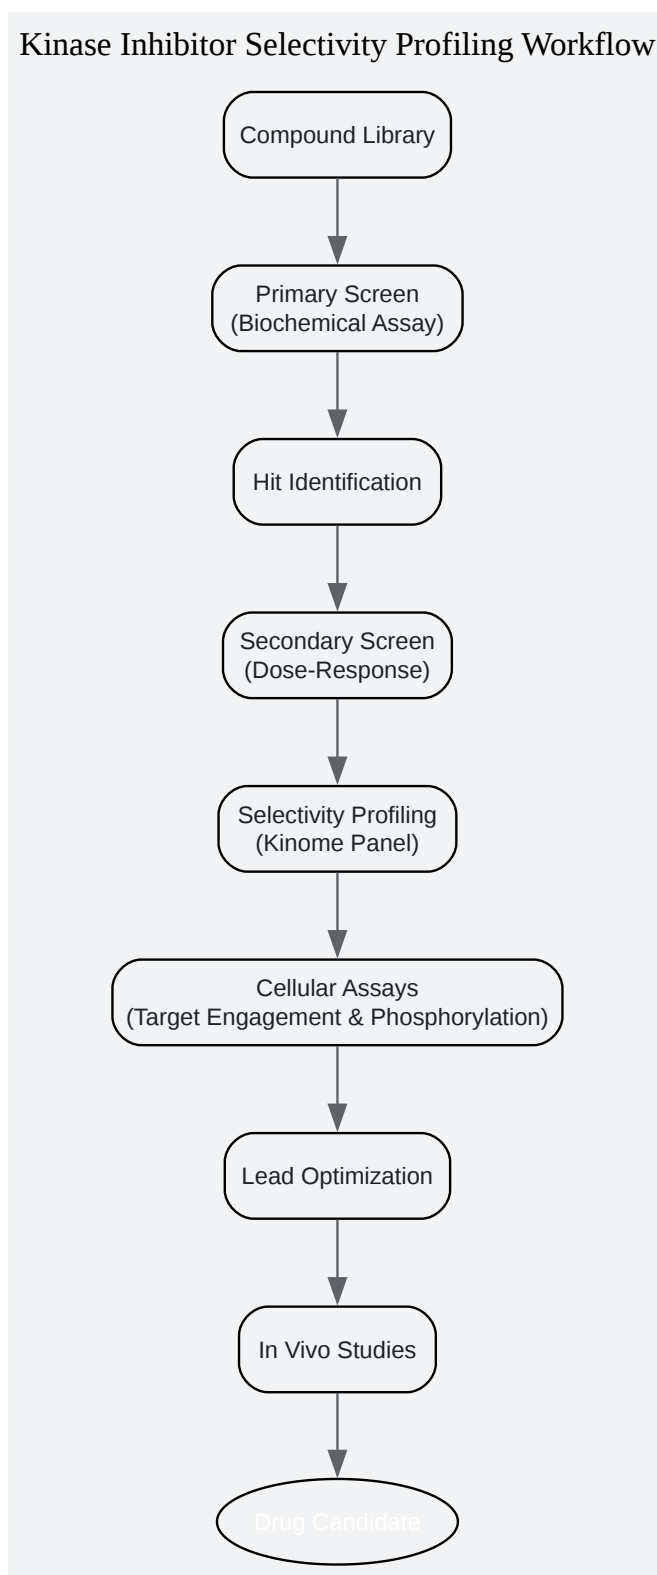 Kinase Inhibitor Selectivity Profiling Workflow
Compound Library
Primary Screen
(Biochemical Assay)
Hit Identification
Secondary Screen
(Dose-Response)
Selectivity Profiling
(Kinome Panel)
Cellular Assays
(Target Engagement & Phosphorylation)
Lead Optimization
In Vivo Studies
Drug Candidate